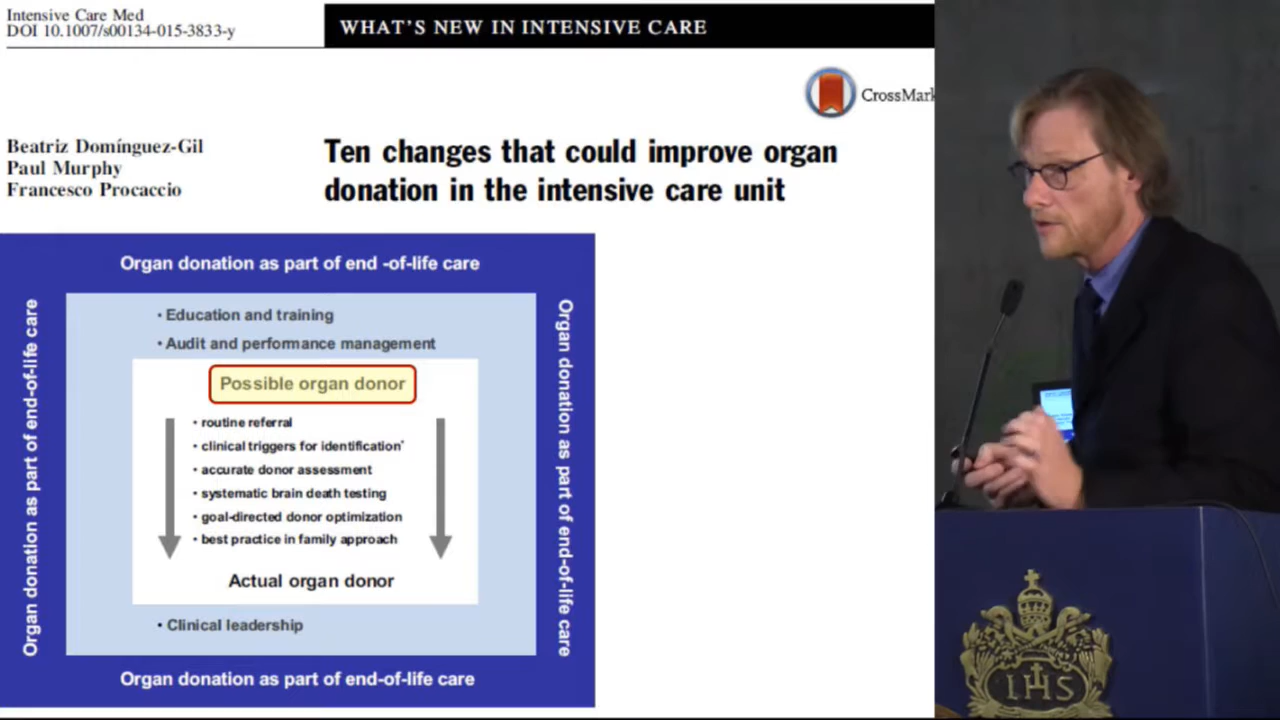 Intensive Care Med
DOI 10.1007/s00134-015-3833-y
WHAT'S NEW IN INTENSIVE CARE
CrossMark
Beatriz Domínguez-Gil
Paul Murphy
Francesco Procaccio
Ten changes that could improve organ
donation in the intensive care unit
Organ donation as part of end -of-life care
Organ donation as part of end-of-life care
• Education and training
• Audit and performance management
Possible organ donor
• routine referral
• clinical triggers for identification*
• accurate donor assessment
• systematic brain death testing
• goal-directed donor optimization
• best practice in family approach
Actual organ donor
• Clinical leadership
Organ donation as part of end-of-life care
Organ donation as part of end-of-life care
IHS